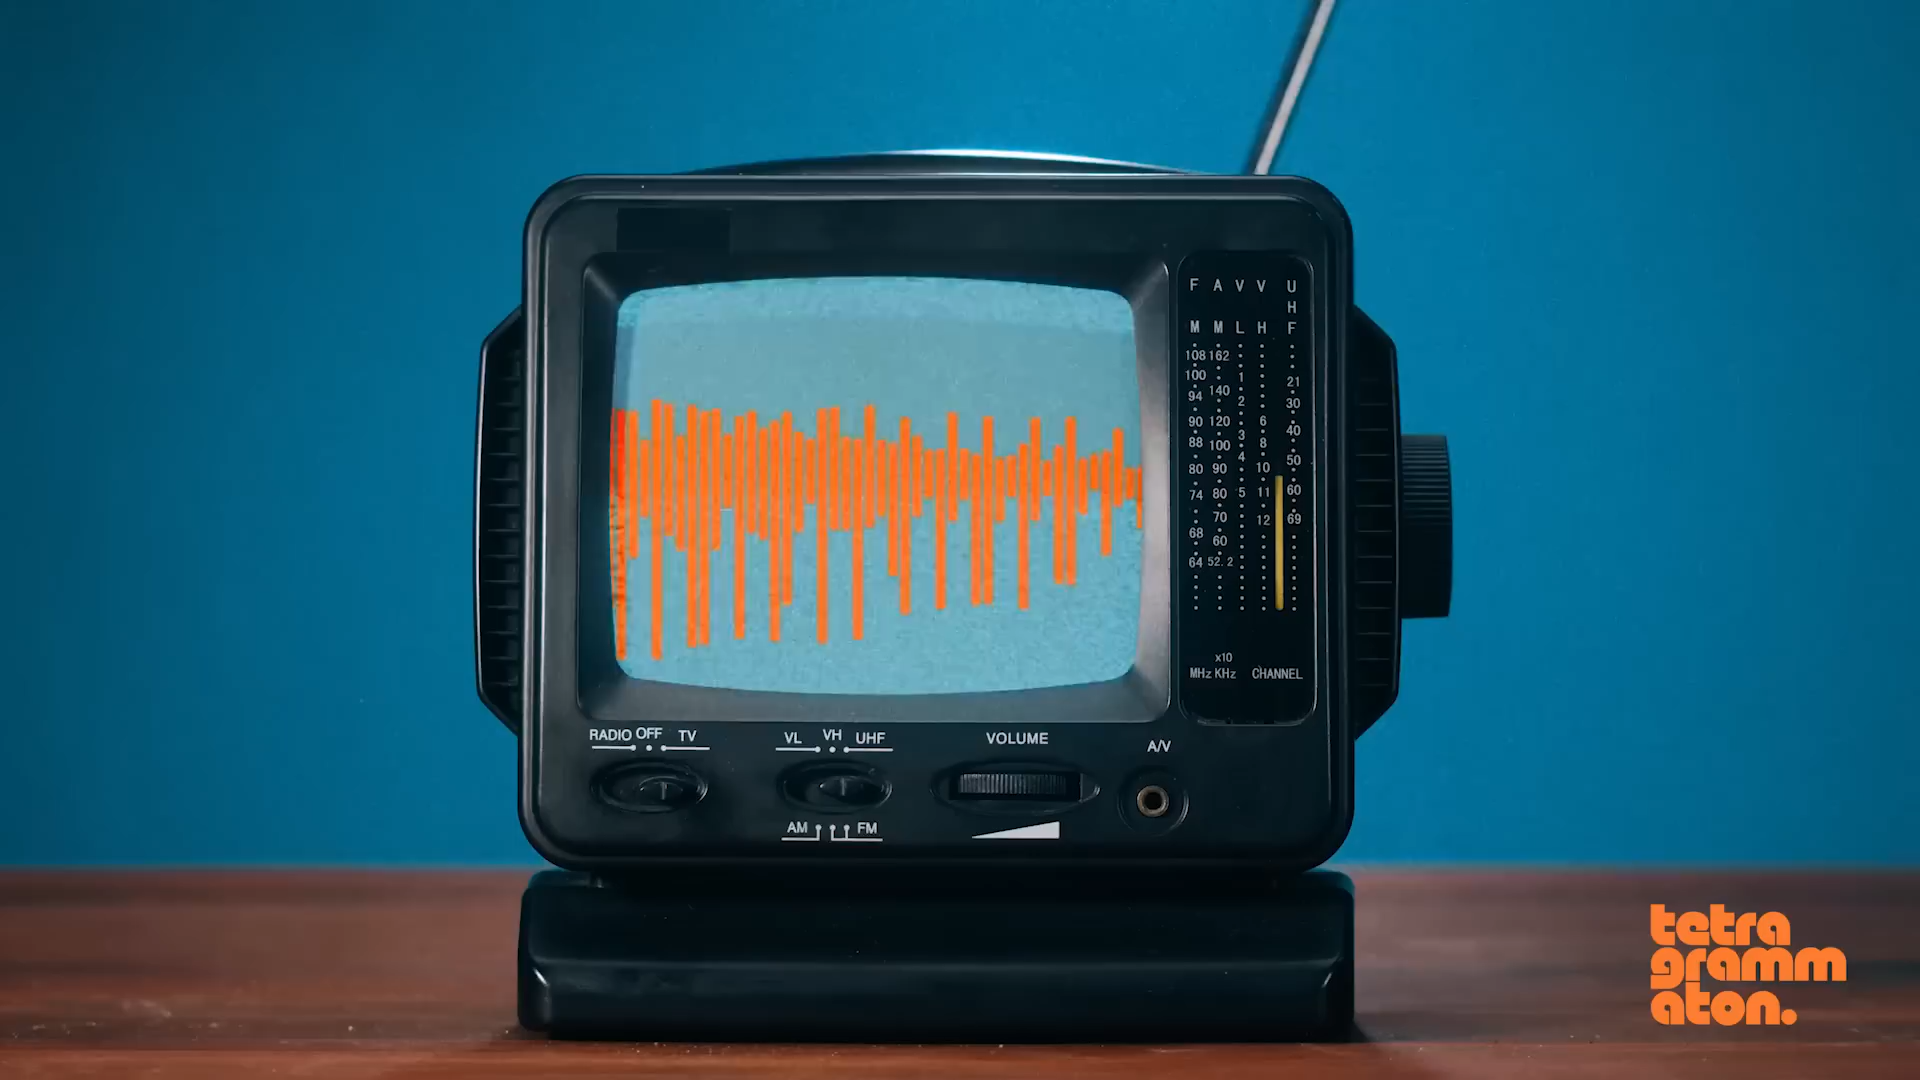 F A V V U
H
M M L H F
108 162
100
1
21
140
94
2
30
90 120
6
40
3
88 100
8
4
50
80 90
10
74 80
5
11
60
70
12
69
68
60
64 52.2
x10
MHz KHz CHANNEL
RADIO OFF TV
VL VH UHF
VOLUME
A/V
AM FM
tetra
gramm
aton.